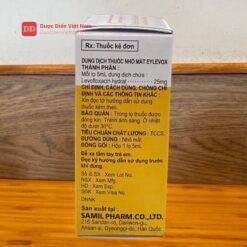 DD Dược Điển Việt Nam
Rx: Thuốc kê đơn
DUNG DỊCH THUỐC NHỎ MẮT EYLEVOX
THÀNH PHẦN :
Mỗi lọ 5mL dung dịch chứa :
Levofloxacin hydrat 25mg
CHỈ ĐỊNH, CÁCH DÙNG, CHỐNG CHỈ
ĐỊNH VÀ CÁC THÔNG TIN KHÁC :
Xin đọc tờ hướng dẫn sử dụng
thuốc kèm theo.
BẢO QUẢN : Trong lọ thuốc được
đóng kín. Tránh ánh sáng. Ở nhiệt
độ dưới 30°C.
TIÊU CHUẨN CHẤT LƯỢNG : TCCS.
ĐƯỜNG DÙNG : Nhỏ mắt
ĐÓNG GÓI : Hộp 1 lọ 5mL
Để xa tầm tay trẻ em.
Đọc kỹ hướng dẫn sử dụng trước
khi dùng.
Số lô SX : Xem Lot No.
NSX : Xem Mfg.
HD : Xem Exp.
SĐK : Xem Visa No.
DNNK
Sản xuất tại :
SAMIL PHARM.CO.,LTD.
216 Sandan-ro, Danwon-gu,
Ansan-si, Gyeonggi-do, Hàn Quốc